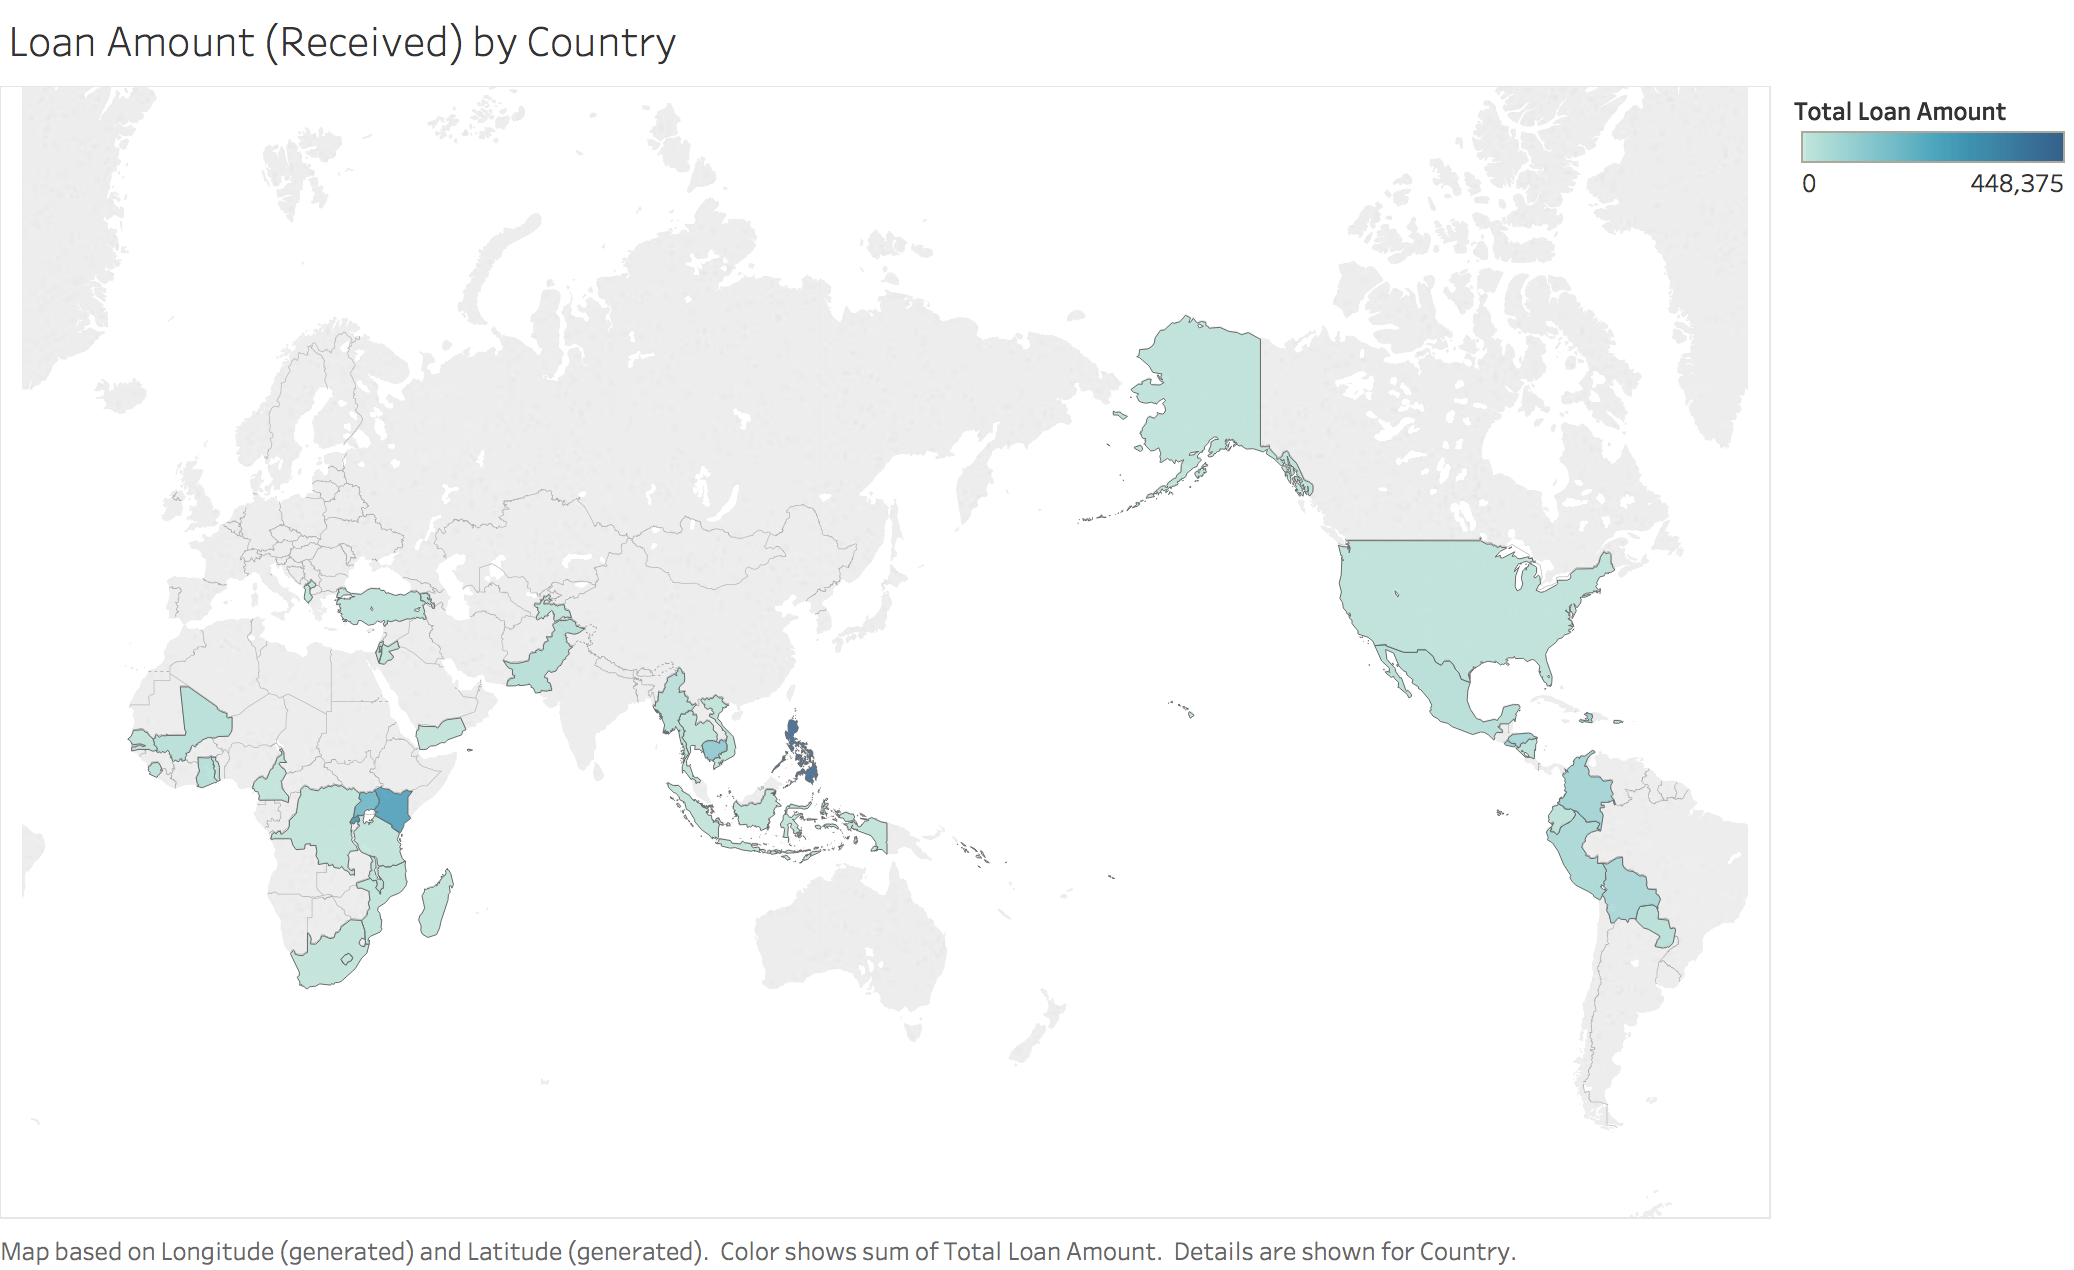 Loan Amount (Received) by Country
Total Loan Amount
0 448,375
Map based on Longitude (generated) and Latitude (generated).  Color shows sum of Total Loan Amount.  Details are shown for Country.